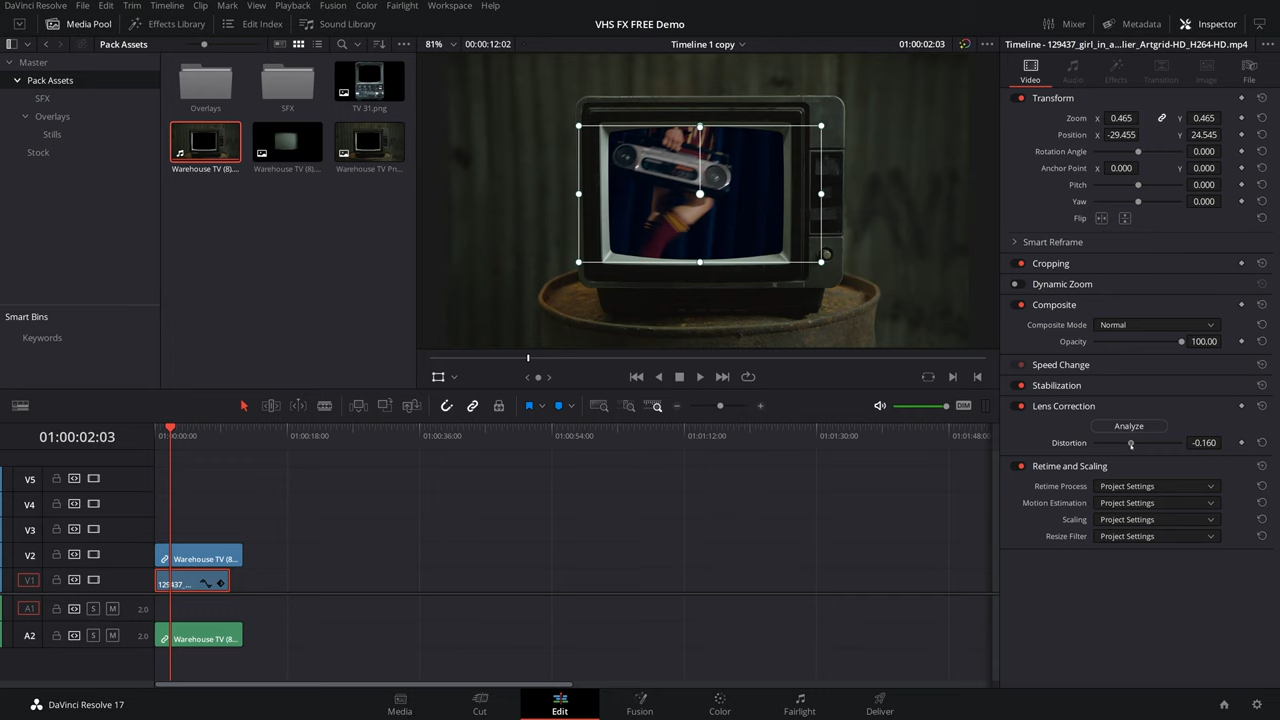 DaVinci Resolve File Edit Trim Timeline Clip Mark View Playback Fusion Color Fairlight Workspace Help
Media Pool Effects Library Edit Index Sound Library VHS FX FREE Demo Mixer Metadata Inspector
Pack Assets 81% 00:00:12:02 Timeline 1 copy 01:00:02:03 Timeline - 129437_girl_in_a...lier_Artgrid-HD_H264-HD.mp4
Master
Pack Assets
SFX
Overlays
Stills
Stock
Smart Bins
Keywords
Overlays SFX TV 31.png
Warehouse TV (8)... Warehouse TV (8)... Warehouse TV Pn...
Video Audio Effects Transition Image File
Transform
Zoom X 0.465 Y 0.465
Position X -29.455 Y 24.545
Rotation Angle 0.000
Anchor Point X 0.000 Y 0.000
Pitch 0.000
Yaw 0.000
Flip
Smart Reframe
Cropping
Dynamic Zoom
Composite
Composite Mode Normal
Opacity 100.00
Speed Change
Stabilization
Lens Correction
Analyze
Distortion -0.160
Retime and Scaling
Retime Process Project Settings
Motion Estimation Project Settings
Scaling Project Settings
Resize Filter Project Settings
DIM
01:00:02:03 01:00:00:00 01:00:18:00 01:00:36:00 01:00:54:00 01:01:12:00 01:01:30:00 01:01:48:00
V5
V4
V3
V2 Warehouse TV (8...
V1 129437_...
A1 S M 2.0
A2 S M 2.0 Warehouse TV (8...
DaVinci Resolve 17 Media Cut Edit Fusion Color Fairlight Deliver